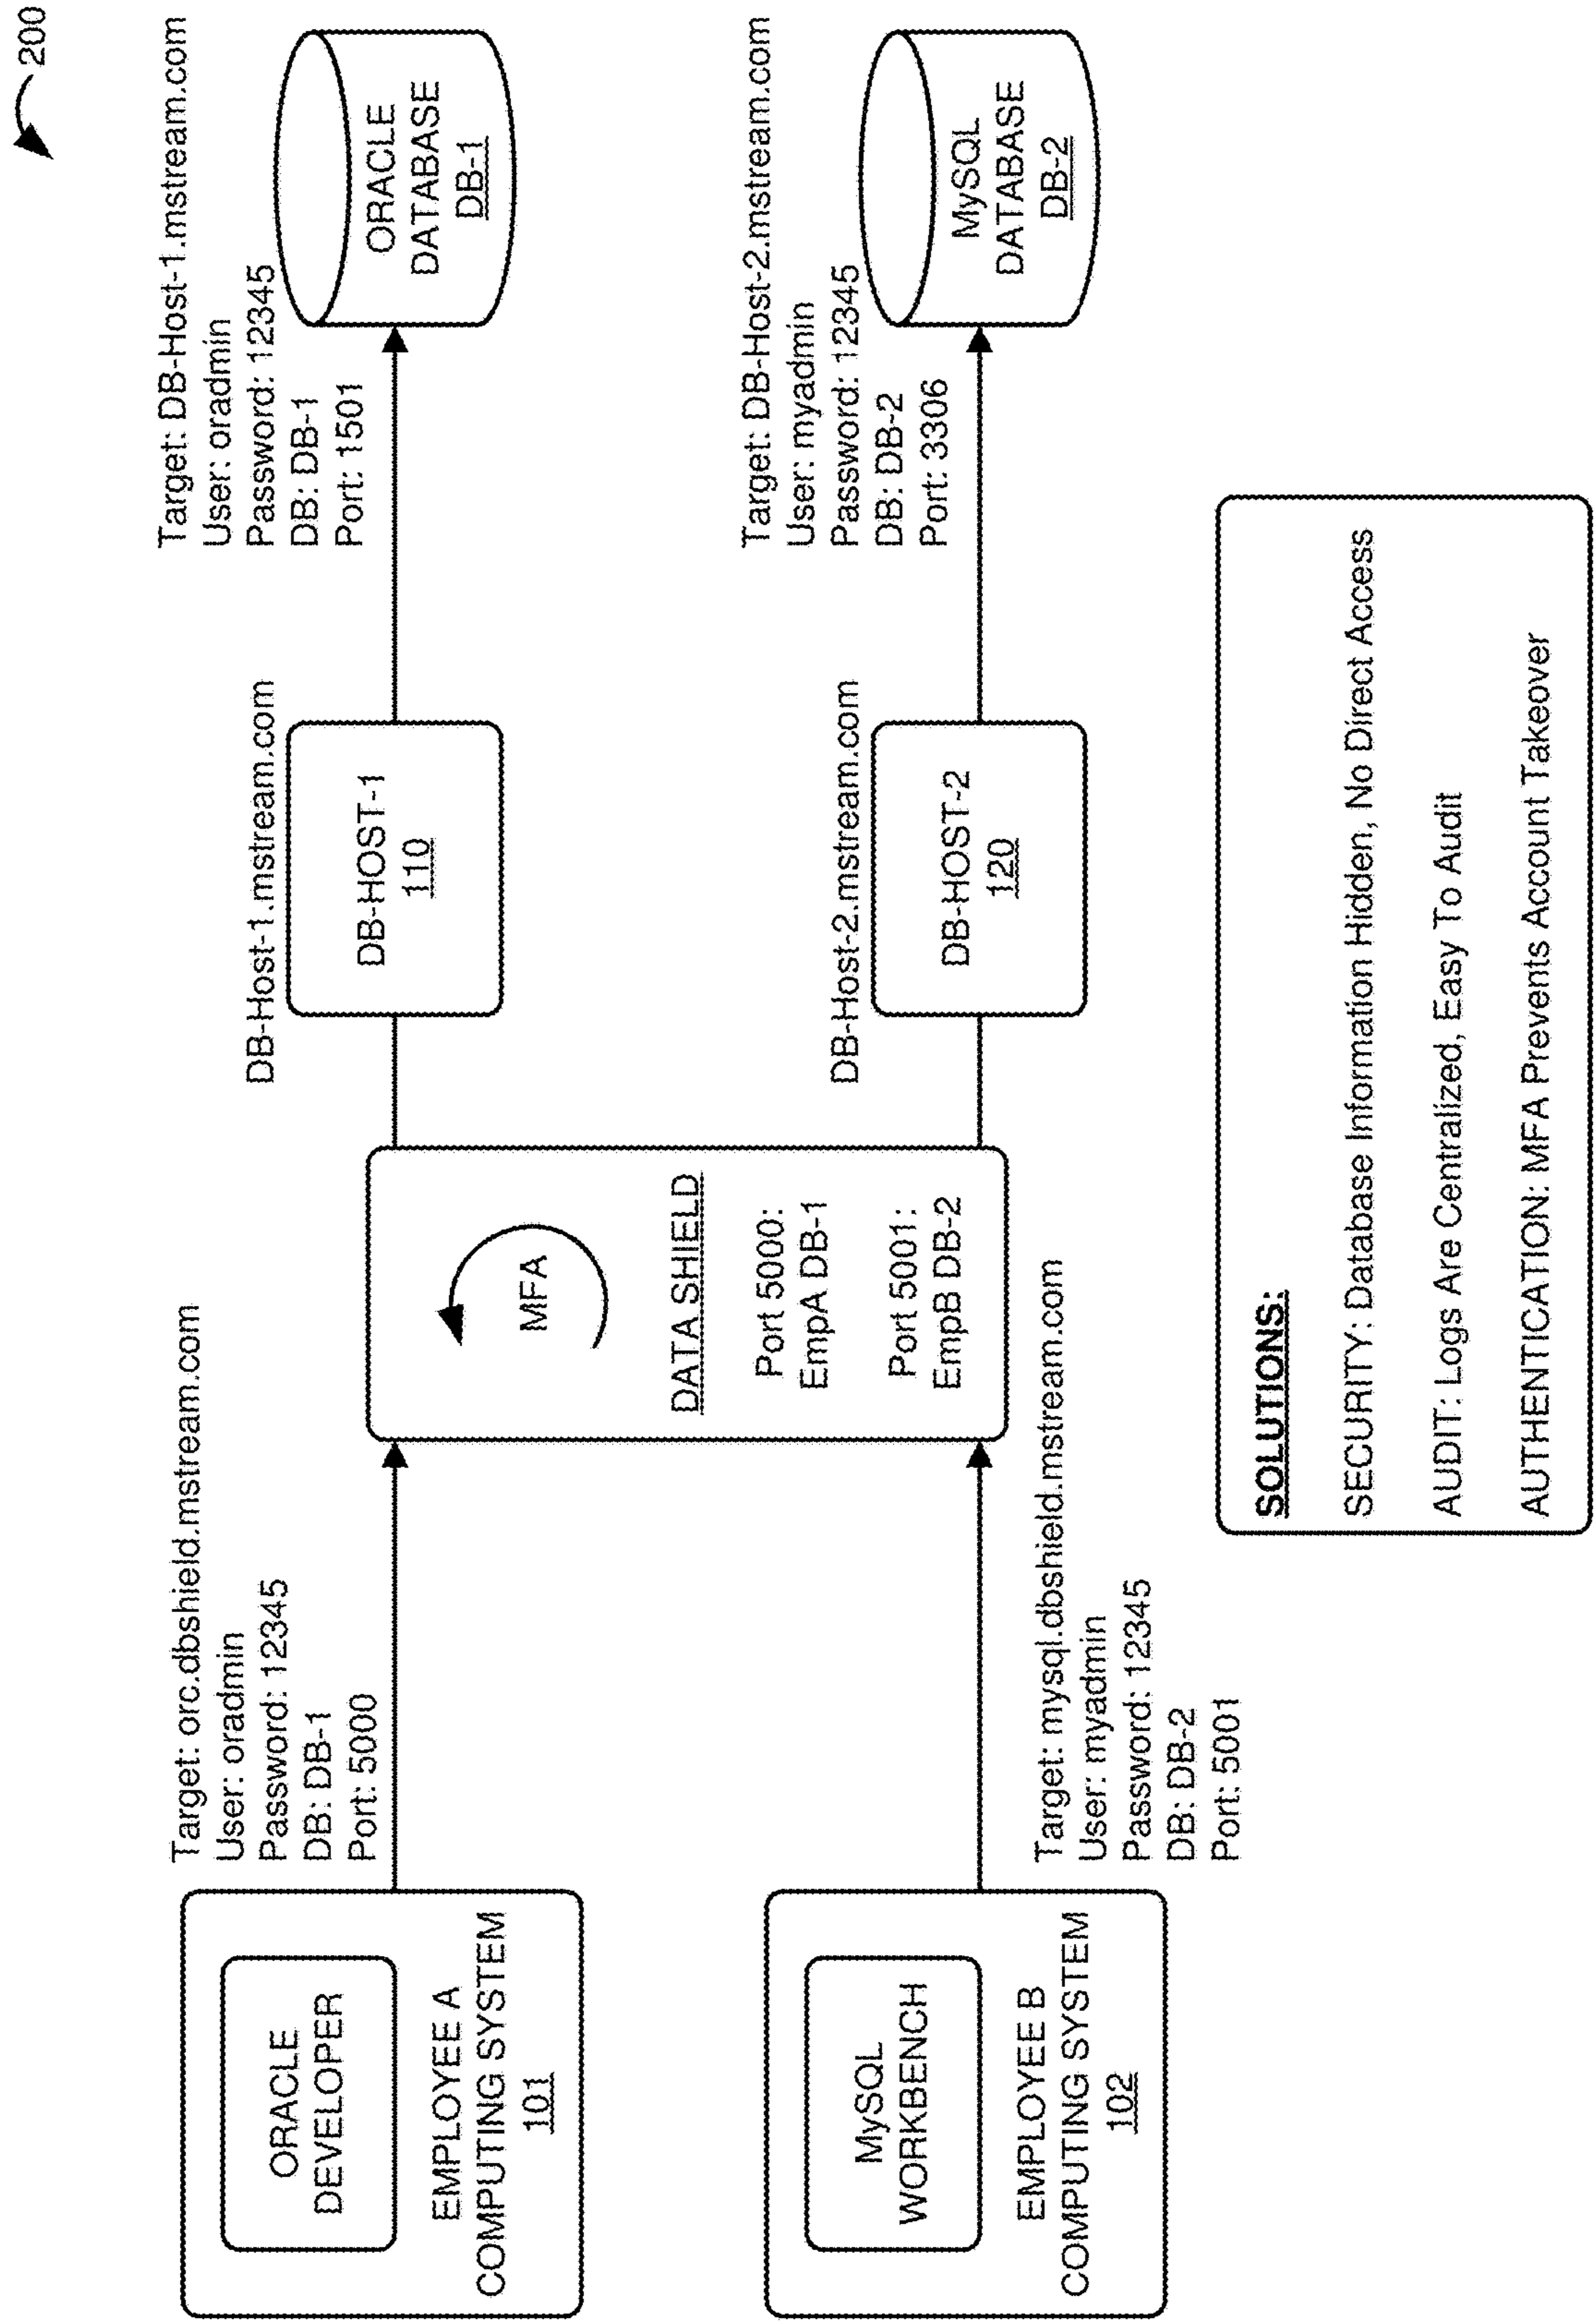 200
Target: orc.dbshield.mstream.com
User: oradmin
Password: 12345
DB: DB-1
Port: 5000
DB-Host-1.mstream.com
Target: DB-Host-1.mstream.com
User: oradmin
Password: 12345
DB: DB-1
Port: 1501
ORACLE
DEVELOPER
EMPLOYEE A
COMPUTING SYSTEM
101
MFA
DATA SHIELD
Port 5000:
EmpA DB-1
Port 5001:
EmpB DB-2
DB-HOST-1
110
ORACLE
DATABASE
DB-1
MySQL
WORKBENCH
EMPLOYEE B
COMPUTING SYSTEM
102
Target: mysql.dbshield.mstream.com
User: myadmin
Password: 12345
DB: DB-2
Port: 5001
DB-Host-2.mstream.com
DB-HOST-2
120
Target: DB-Host-2.mstream.com
User: myadmin
Password: 12345
DB: DB-2
Port: 3306
MySQL
DATABASE
DB-2
SOLUTIONS:
SECURITY: Database Information Hidden, No Direct Access
AUDIT: Logs Are Centralized, Easy To Audit
AUTHENTICATION: MFA Prevents Account Takeover